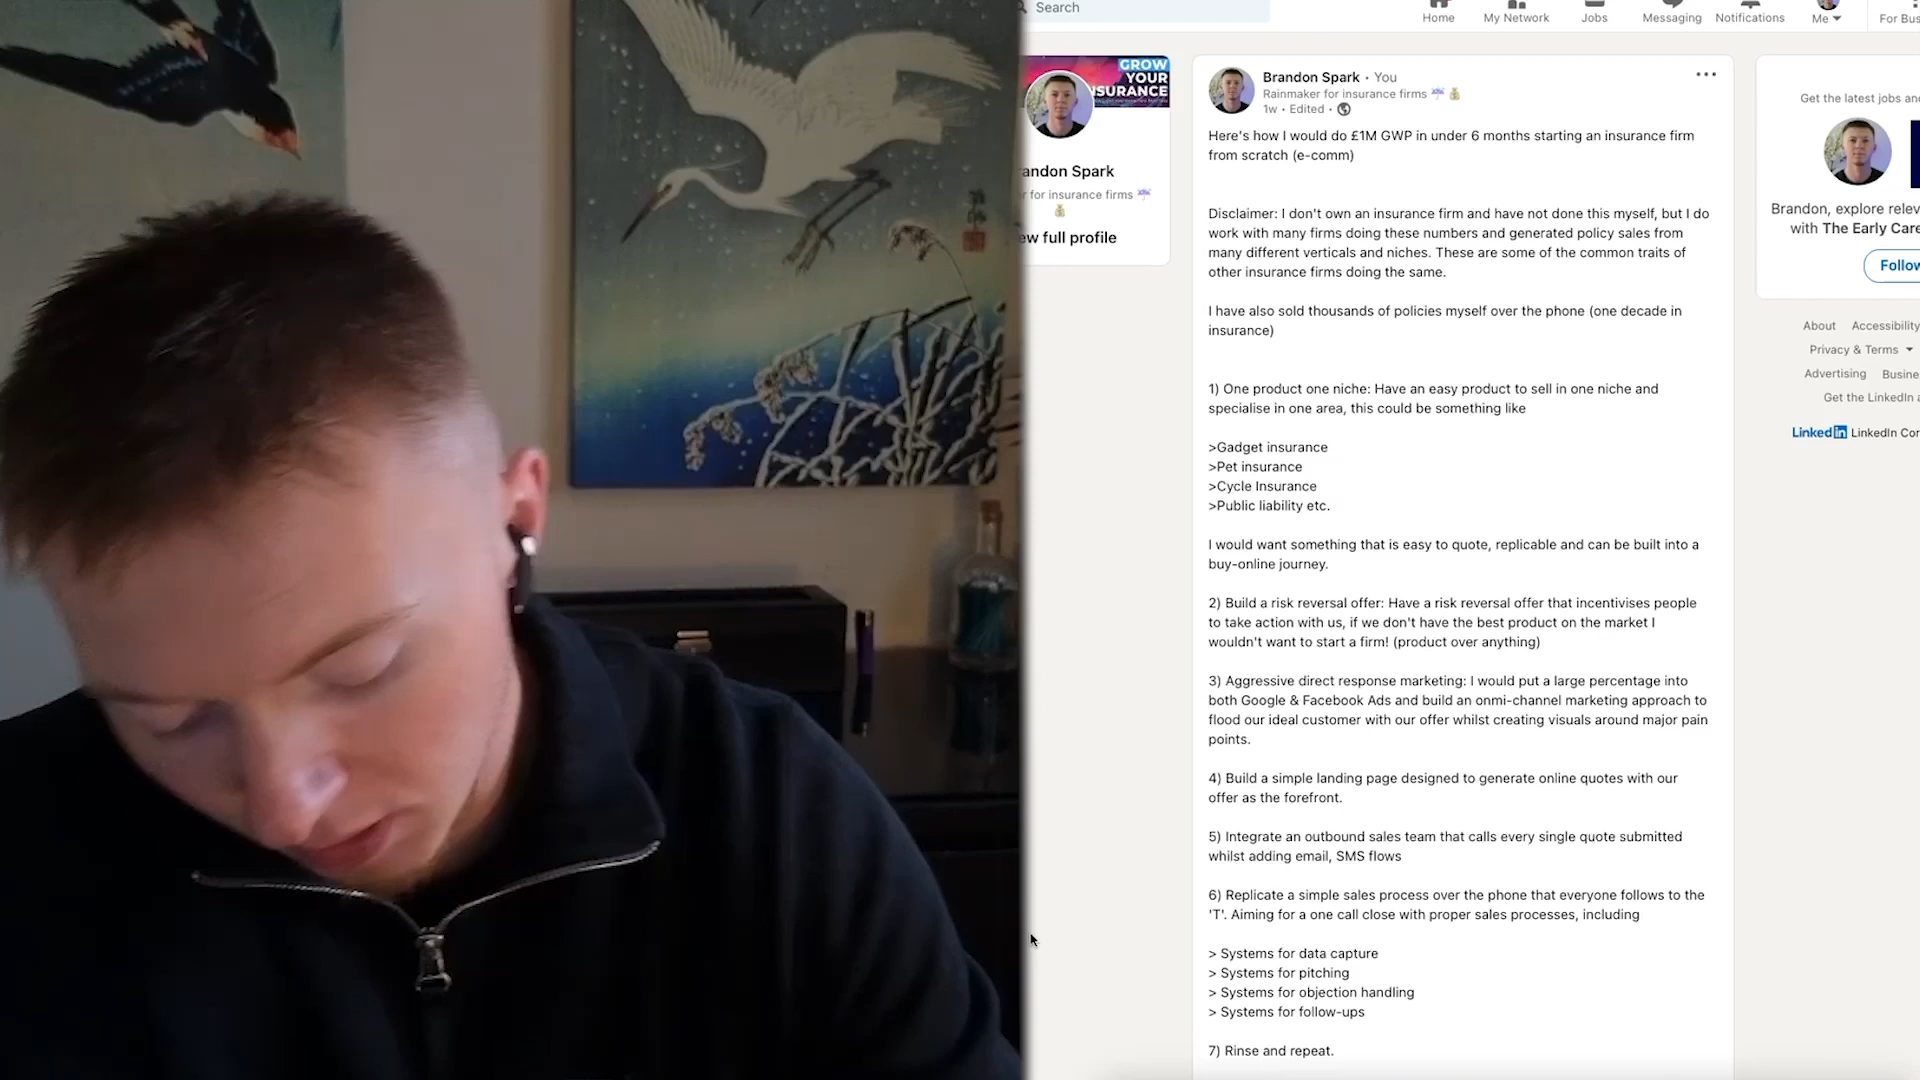 Search
Home
My Network
Jobs
Messaging
Notifications
Me
For Bus
GROW
YOUR
NSURANCE
randon Spark
r for insurance firms
ew full profile
Brandon Spark • You
Rainmaker for insurance firms
1w • Edited •
Here's how I would do £1M GWP in under 6 months starting an insurance firm
from scratch (e-comm)
Disclaimer: I don't own an insurance firm and have not done this myself, but I do
work with many firms doing these numbers and generated policy sales from
many different verticals and niches. These are some of the common traits of
other insurance firms doing the same.
I have also sold thousands of policies myself over the phone (one decade in
insurance)
1) One product one niche: Have an easy product to sell in one niche and
specialise in one area, this could be something like
>Gadget insurance
>Pet insurance
>Cycle Insurance
>Public liability etc.
I would want something that is easy to quote, replicable and can be built into a
buy-online journey.
2) Build a risk reversal offer: Have a risk reversal offer that incentivises people
to take action with us, if we don't have the best product on the market I
wouldn't want to start a firm! (product over anything)
3) Aggressive direct response marketing: I would put a large percentage into
both Google & Facebook Ads and build an onmi-channel marketing approach to
flood our ideal customer with our offer whilst creating visuals around major pain
points.
4) Build a simple landing page designed to generate online quotes with our
offer as the forefront.
5) Integrate an outbound sales team that calls every single quote submitted
whilst adding email, SMS flows
6) Replicate a simple sales process over the phone that everyone follows to the
'T'. Aiming for a one call close with proper sales processes, including
> Systems for data capture
> Systems for pitching
> Systems for objection handling
> Systems for follow-ups
7) Rinse and repeat.
Get the latest jobs and
Brandon, explore relev
with The Early Care
Follow
About Accessibility
Privacy & Terms
Advertising Busine
Get the LinkedIn a
LinkedIn LinkedIn Cor